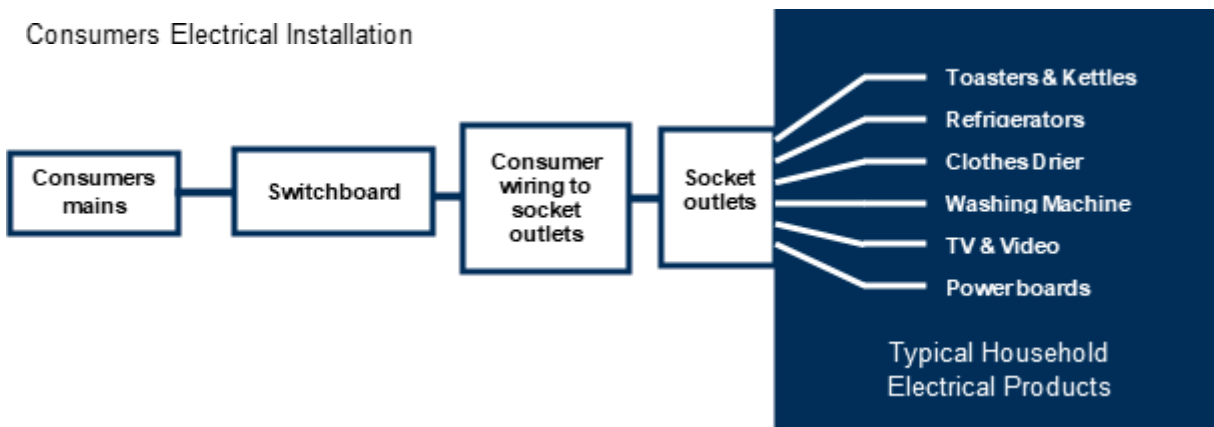 Consumers Electrical Installation
Consumers
mains
Switchboard
Consumer
wiring to
socket
outlets
Socket
outlets
Toasters & Kettles
Refrigerators
Clothes Drier
Washing Machine
TV & Video
Power boards
Typical Household
Electrical Products